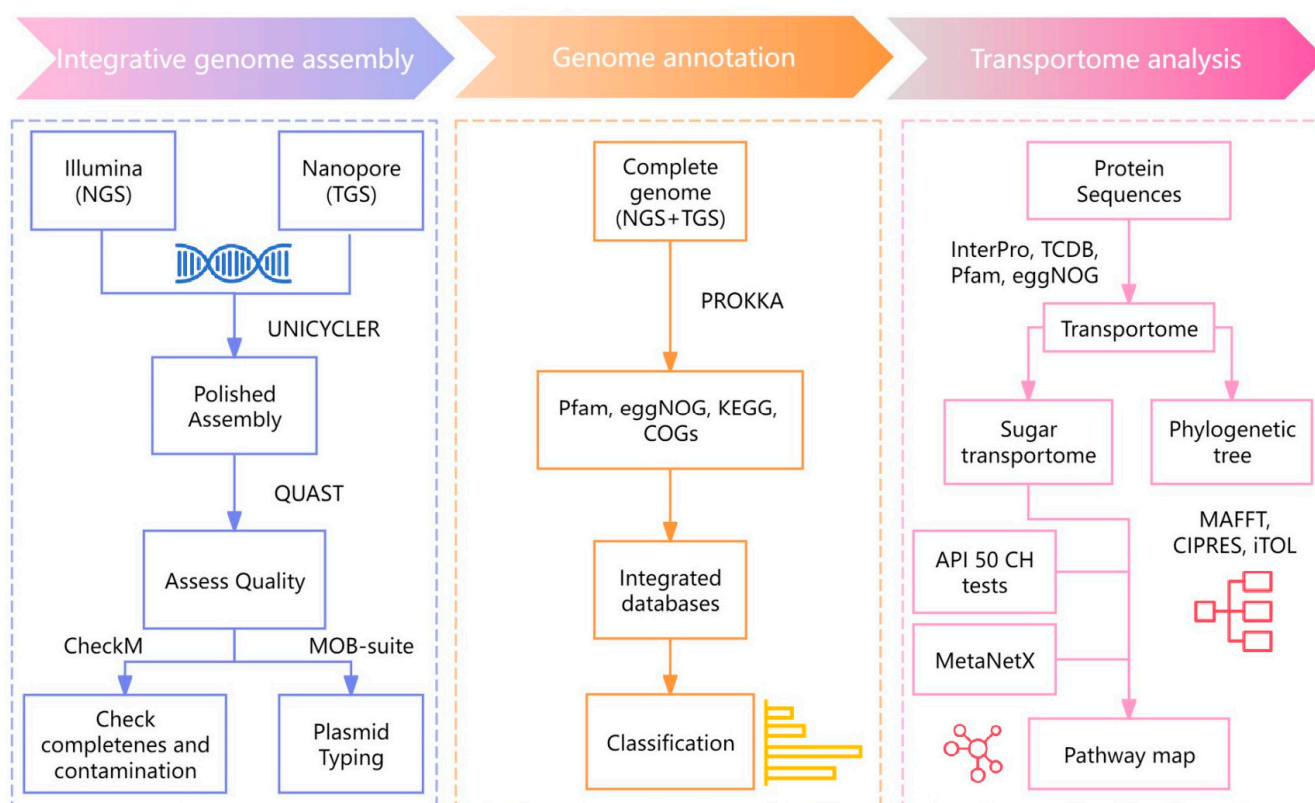 Integrative genome assembly
Genome annotation
Transportome analysis
Illumina
(NGS)
Nanopore
(TGS)
UNICYCLER
Polished
Assembly
QUAST
Assess Quality
CheckM
MOB-suite
Check
completenes and
contamination
Plasmid
Typing
Complete
genome
(NGS+TGS)
PROKKA
Pfam, eggNOG, KEGG,
COGs
Integrated
databases
Classification
Protein
Sequences
InterPro, TCDB,
Pfam, eggNOG
Transportome
Sugar
transportome
Phylogenetic
tree
MAFFT,
CIPRES, iTOL
API 50 CH
tests
MetaNetX
Pathway map